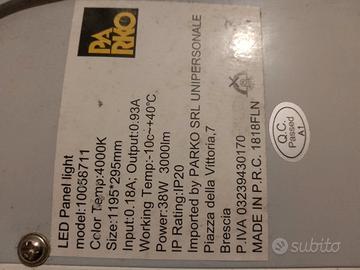 PA
RKO
LED Panel light
model:10058711
Color Temp:4000K
Size:1195*295mm
Input:0.18A; Output:0.93A
Working Temp:-10c~+40°C
Power:38W 3000lm
IP Rating:IP20
Imported by PARKO SRL UNIPERSONALE
Piazza della Vittoria,7
Brescia
P.IVA 03239430170
MADE IN P.R.C. 1818FLN
Q.C.
Passed
A1
subito